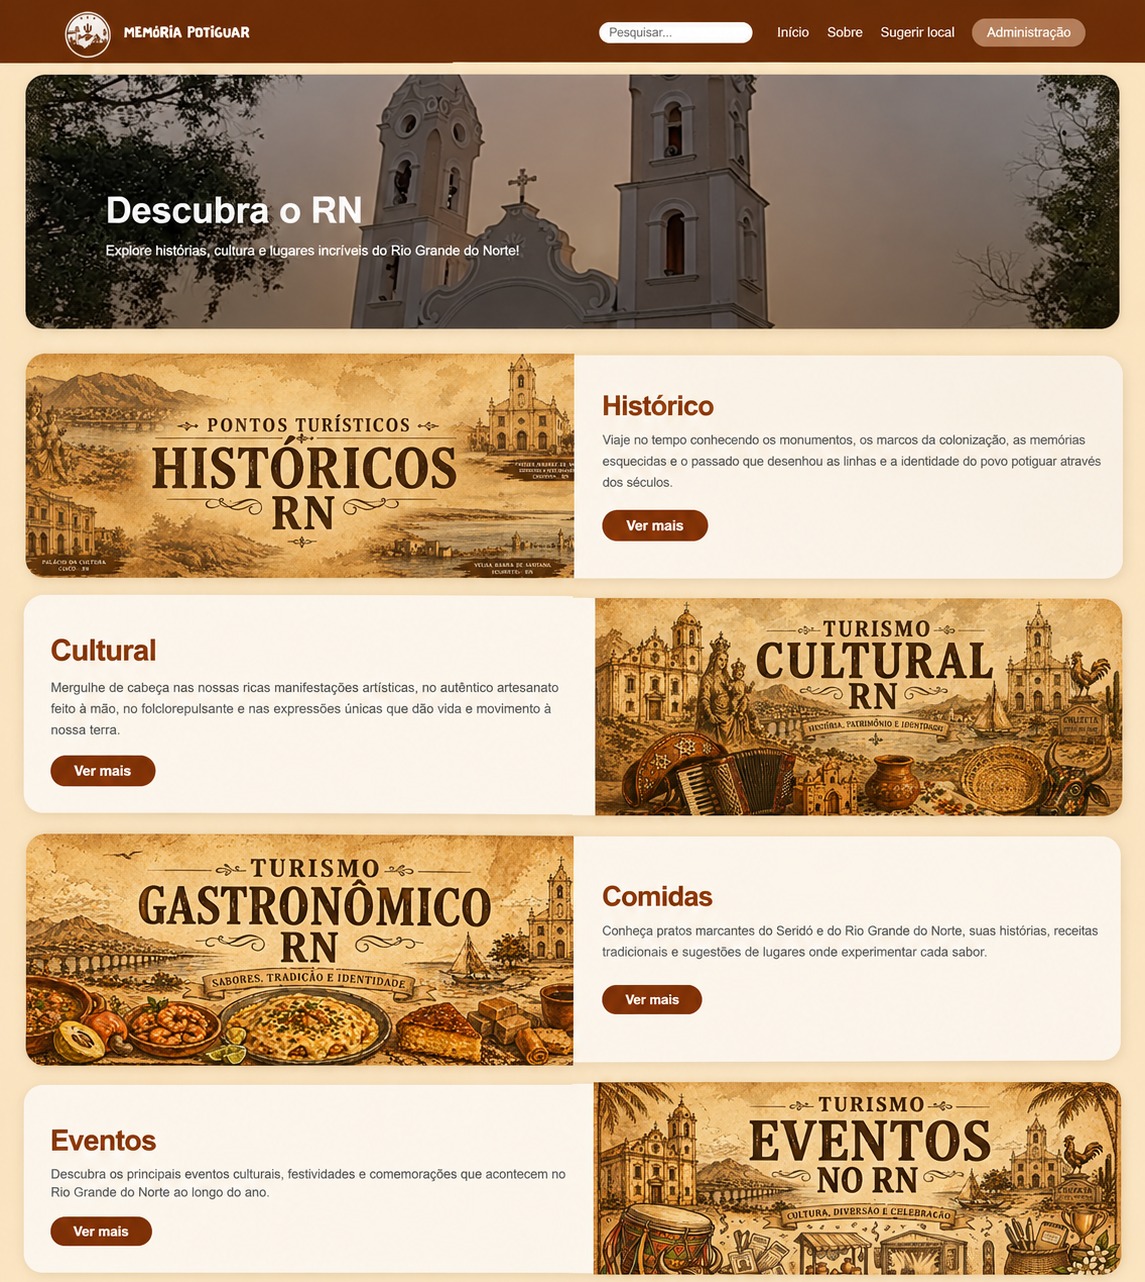 MEMÓRIA POTIGUAR
Pesquisar...
Início
Sobre
Sugerir local
Administração
Descubra o RN
Explore histórias, cultura e lugares incríveis do Rio Grande do Norte!
PONTOS TURÍSTICOS
HISTÓRICOS
RN
PALÁCIO DA CULTURA
Histórico
Viaje no tempo conhecendo os monumentos, os marcos da colonização, as memórias
esquecidas e o passado que desenhou as linhas e a identidade do povo potiguar através
dos séculos.
Ver mais
Cultural
Mergulhe de cabeça nas nossas ricas manifestações artísticas, no autêntico artesanato
feito à mão, no folclorepulsante e nas expressões únicas que dão vida e movimento à
nossa terra.
Ver mais
TURISMO
CULTURAL
RN
HISTÓRIA, PATRIMÔNIO E IDENTIDADE
TURISMO
GASTRONÔMICO
RN
SABORES, TRADIÇÃO E IDENTIDADE
Comidas
Conheça pratos marcantes do Seridó e do Rio Grande do Norte, suas histórias, receitas
tradicionais e sugestões de lugares onde experimentar cada sabor.
Ver mais
Eventos
Descubra os principais eventos culturais, festividades e comemorações que acontecem no
Rio Grande do Norte ao longo do ano.
Ver mais
TURISMO
EVENTOS
NO RN
CULTURA, DIVERSÃO E CELEBRAÇÃO